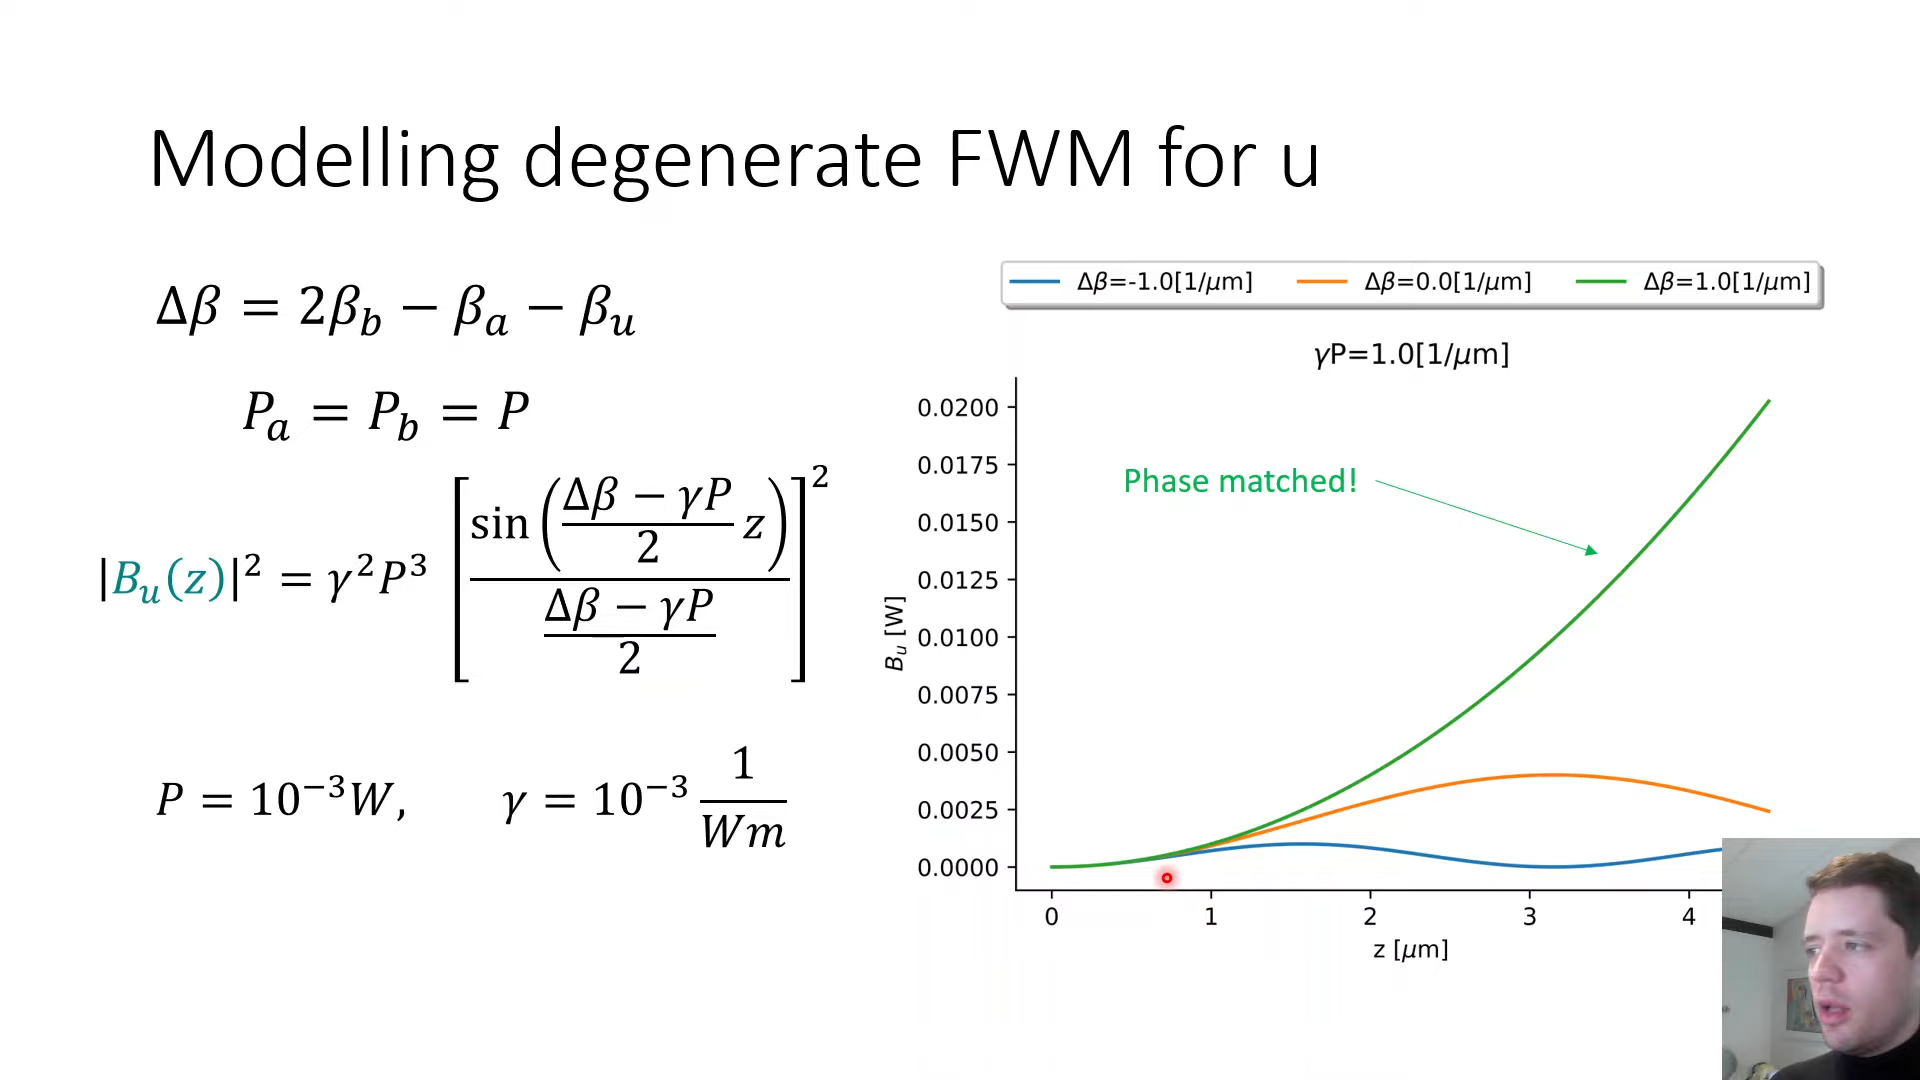 Modelling degenerate FWM for u
Δβ = 2β_b − β_a − β_u
P_a = P_b = P
|B_u(z)|² = γ²P³ [sin((Δβ − γP)/2 z) / ((Δβ − γP)/2)]²
P = 10⁻³W, γ = 10⁻³ 1/Wm
Δβ=-1.0[1/μm] Δβ=0.0[1/μm] Δβ=1.0[1/μm]
γP=1.0[1/μm]
0.0200
0.0175
0.0150
0.0125
0.0100
0.0075
0.0050
0.0025
0.0000
B_u [W]
Phase matched!
0 1 2 3 4
z [μm]